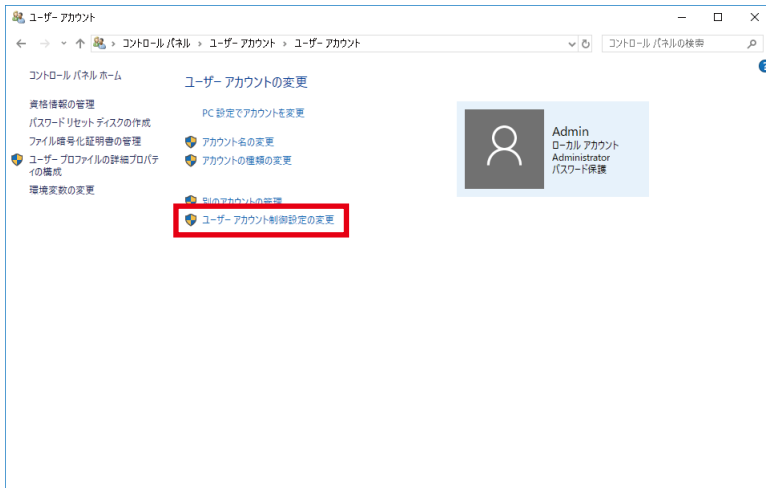 ユーザー アカウント
コントロール パネル > ユーザー アカウント > ユーザー アカウント
コントロール パネルの検索
コントロール パネル ホーム
資格情報の管理
パスワード リセット ディスクの作成
ファイル暗号化証明書の管理
ユーザー プロファイルの詳細プロパテ
ィの構成
環境変数の変更
ユーザー アカウントの変更
PC 設定でアカウントを変更
アカウント名の変更
アカウントの種類の変更
別のアカウントの管理
ユーザー アカウント制御設定の変更
Admin
ローカル アカウント
Administrator
パスワード保護